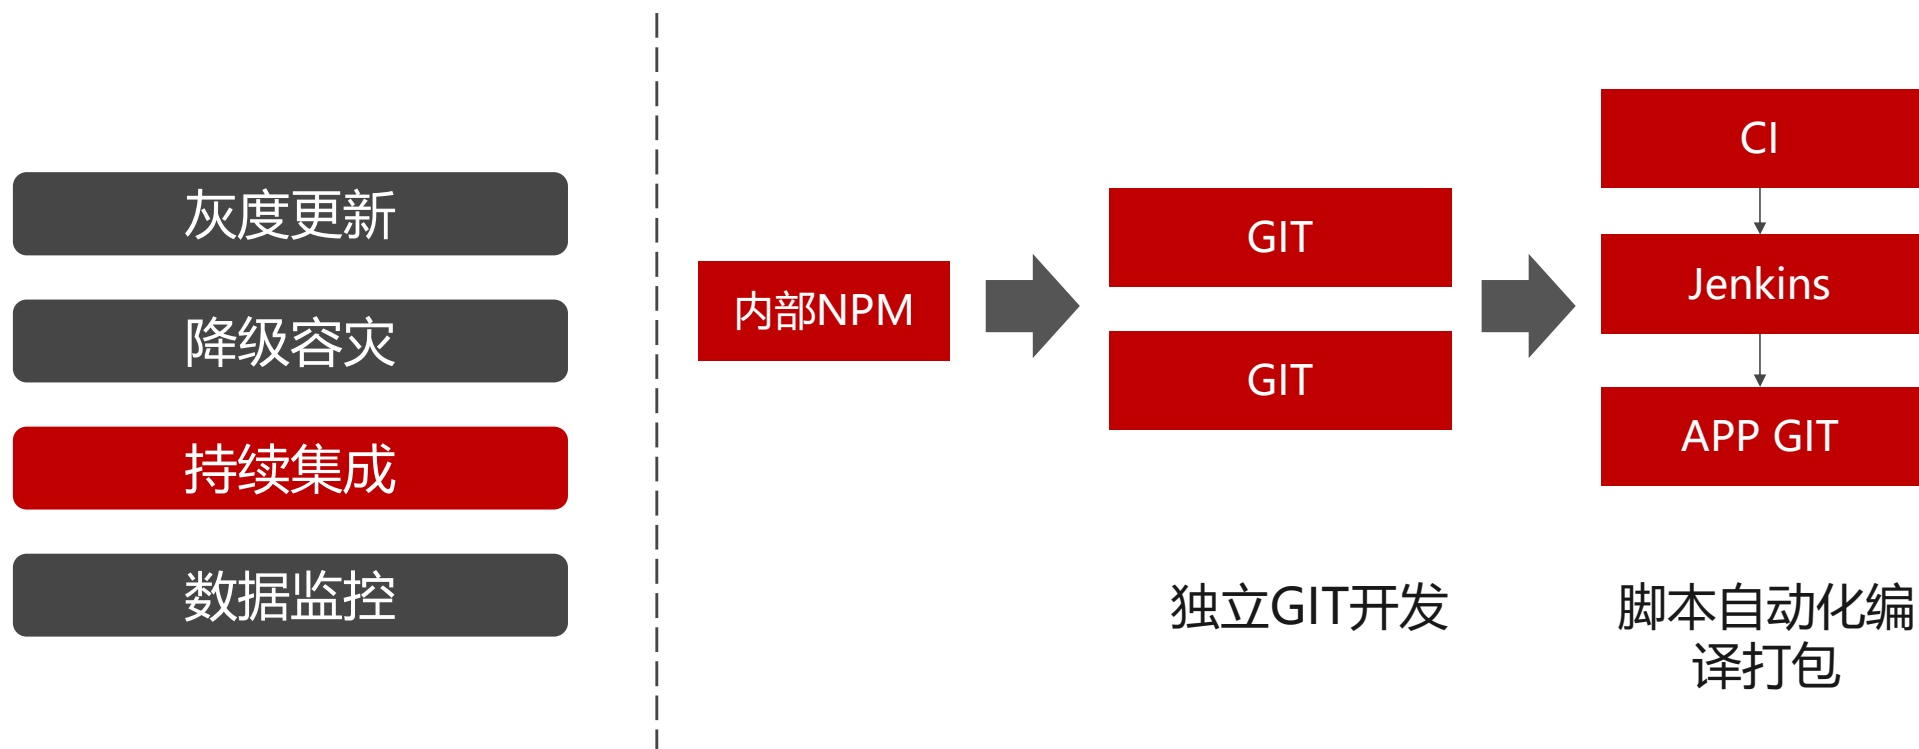 灰度更新
降级容灾
持续集成
数据监控
内部NPM
GIT
GIT
独立GIT开发
CI
Jenkins
APP GIT
脚本自动化编
译打包